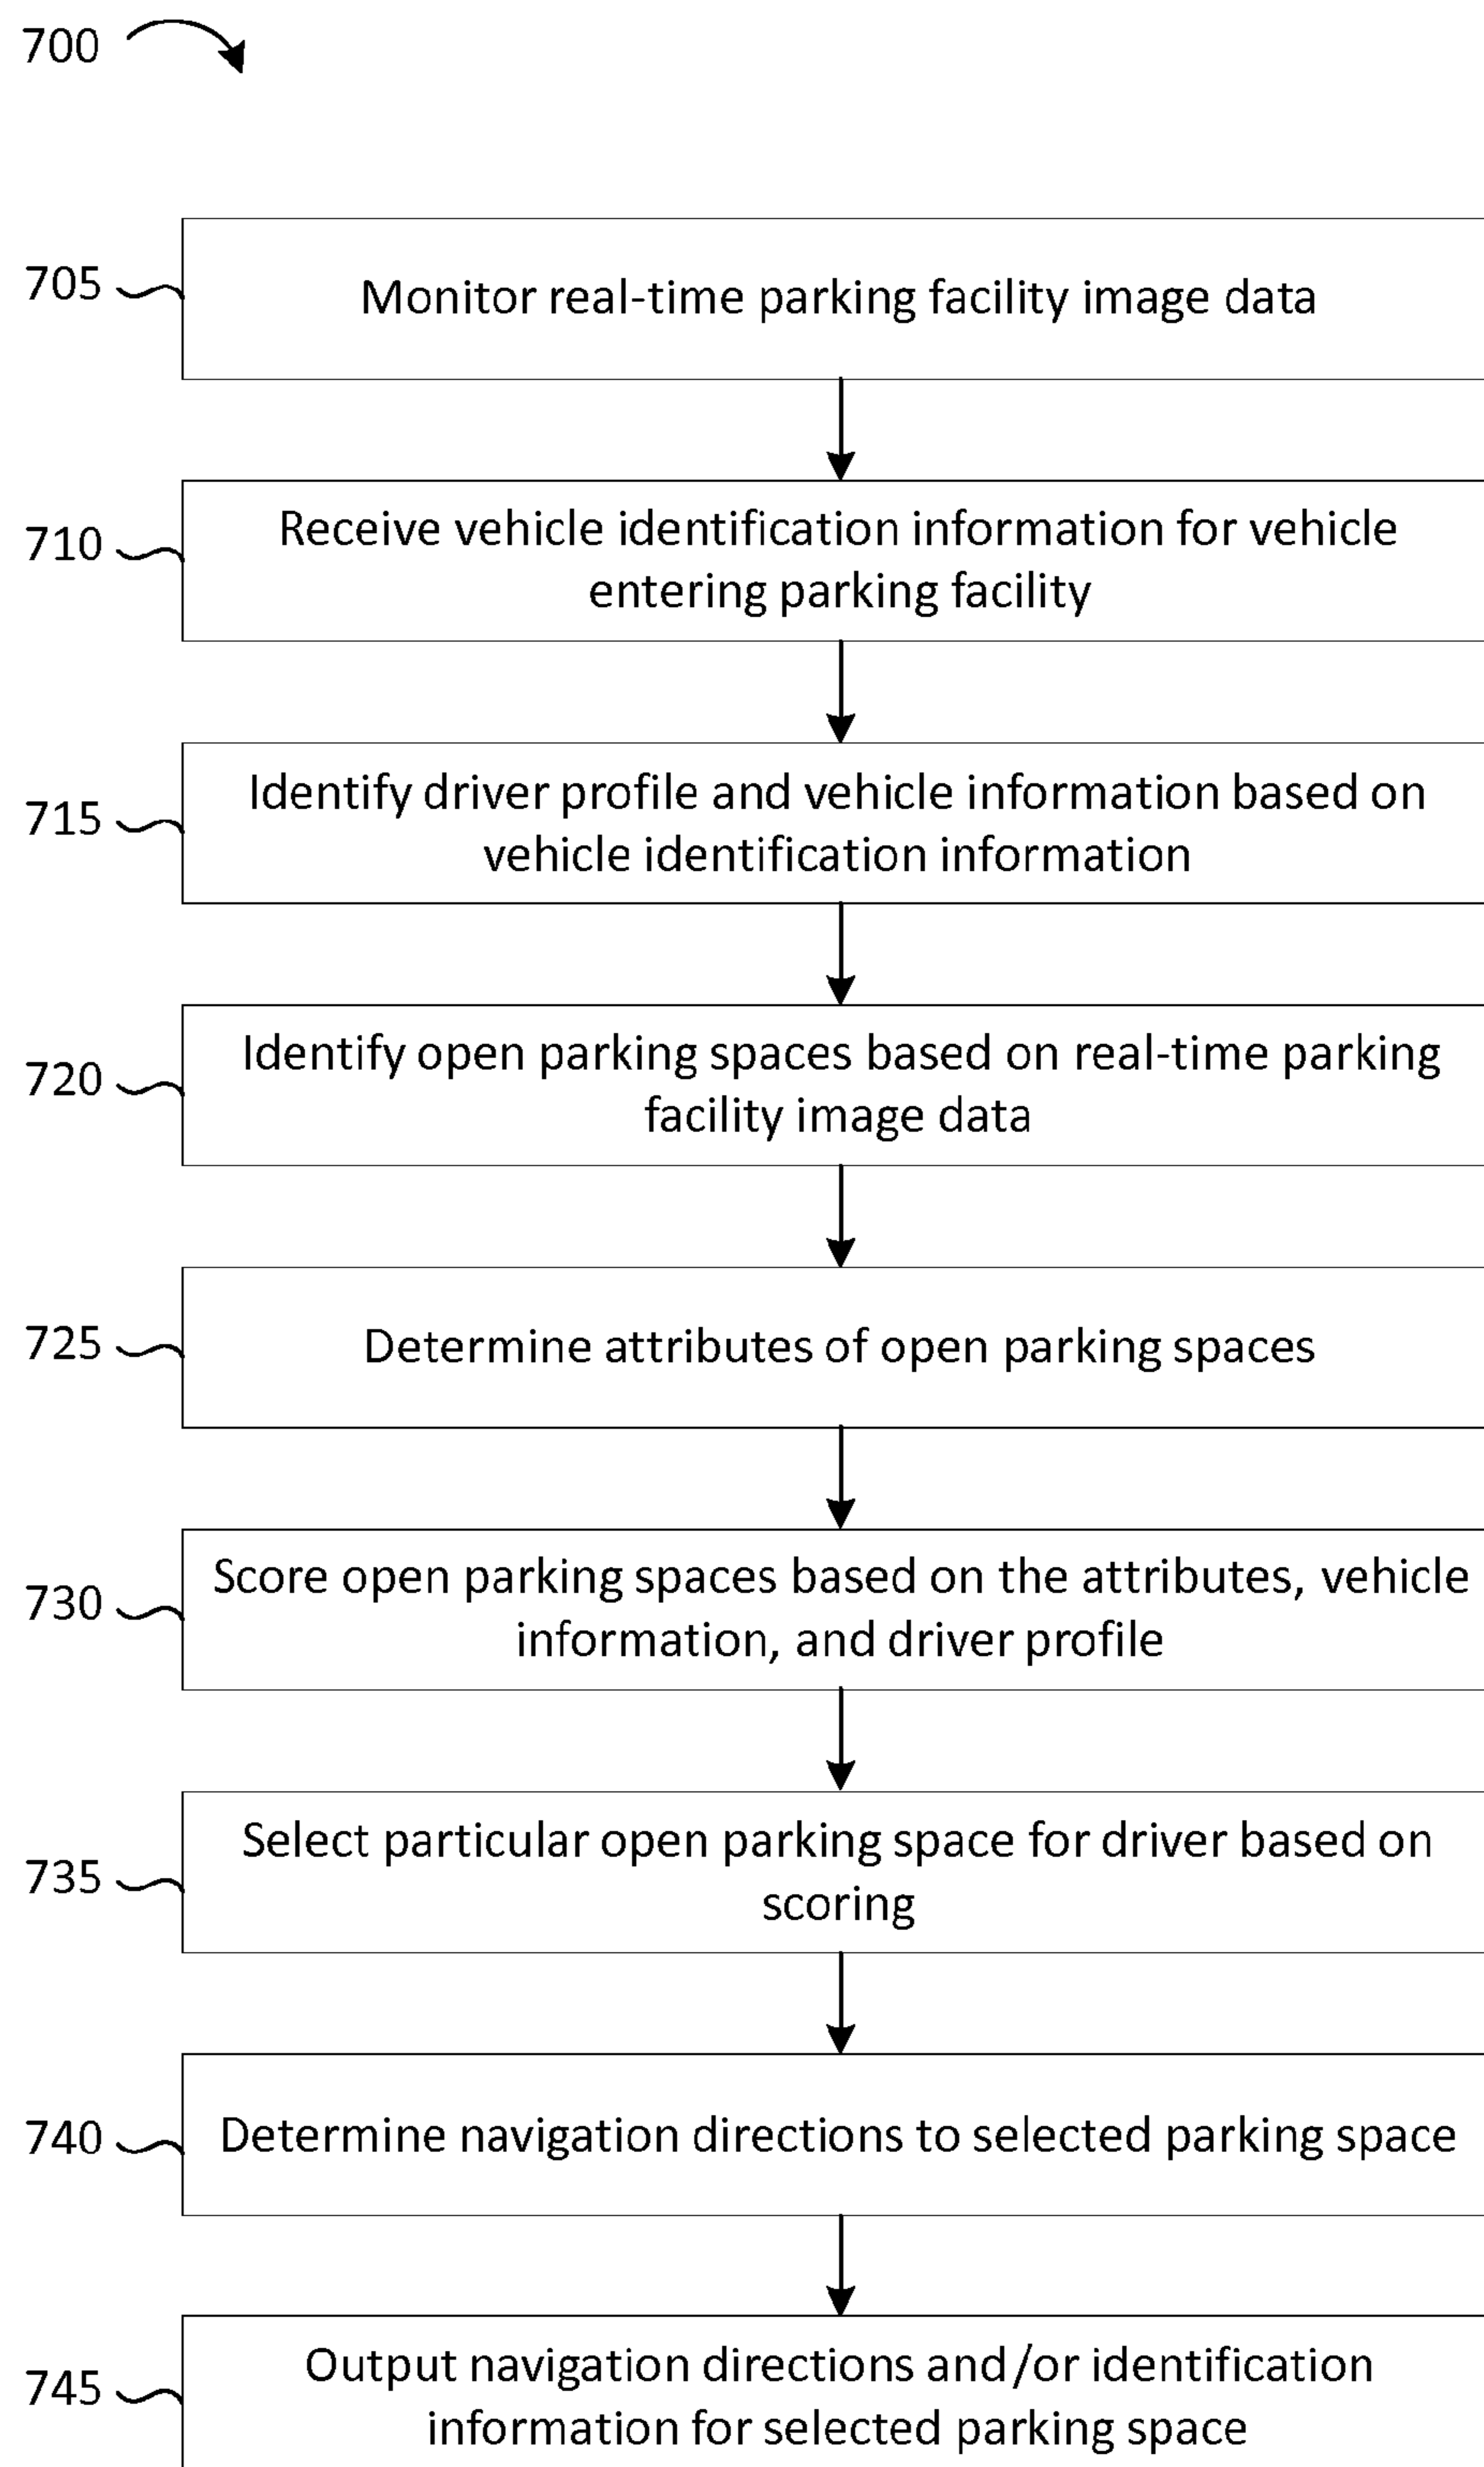 700
705
Monitor real-time parking facility image data
710
Receive vehicle identification information for vehicle
entering parking facility
715
Identify driver profile and vehicle information based on
vehicle identification information
720
Identify open parking spaces based on real-time parking
facility image data
725
Determine attributes of open parking spaces
730
Score open parking spaces based on the attributes, vehicle
information, and driver profile
735
Select particular open parking space for driver based on
scoring
740
Determine navigation directions to selected parking space
745
Output navigation directions and/or identification
information for selected parking space